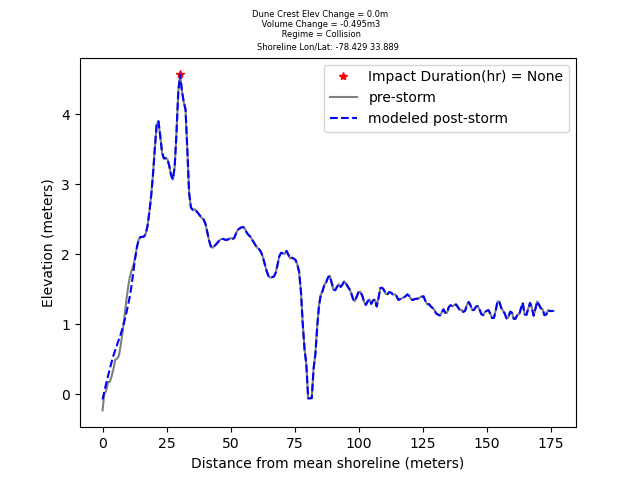 Dune Crest Elev Change = 0.0m
Volume Change = -0.495m3
Regime = Collision
Shoreline Lon/Lat: -78.429 33.889
Impact Duration(hr) = None
pre-storm
modeled post-storm
Elevation (meters)
4
3
2
1
0
0 25 50 75 100 125 150 175
Distance from mean shoreline (meters)